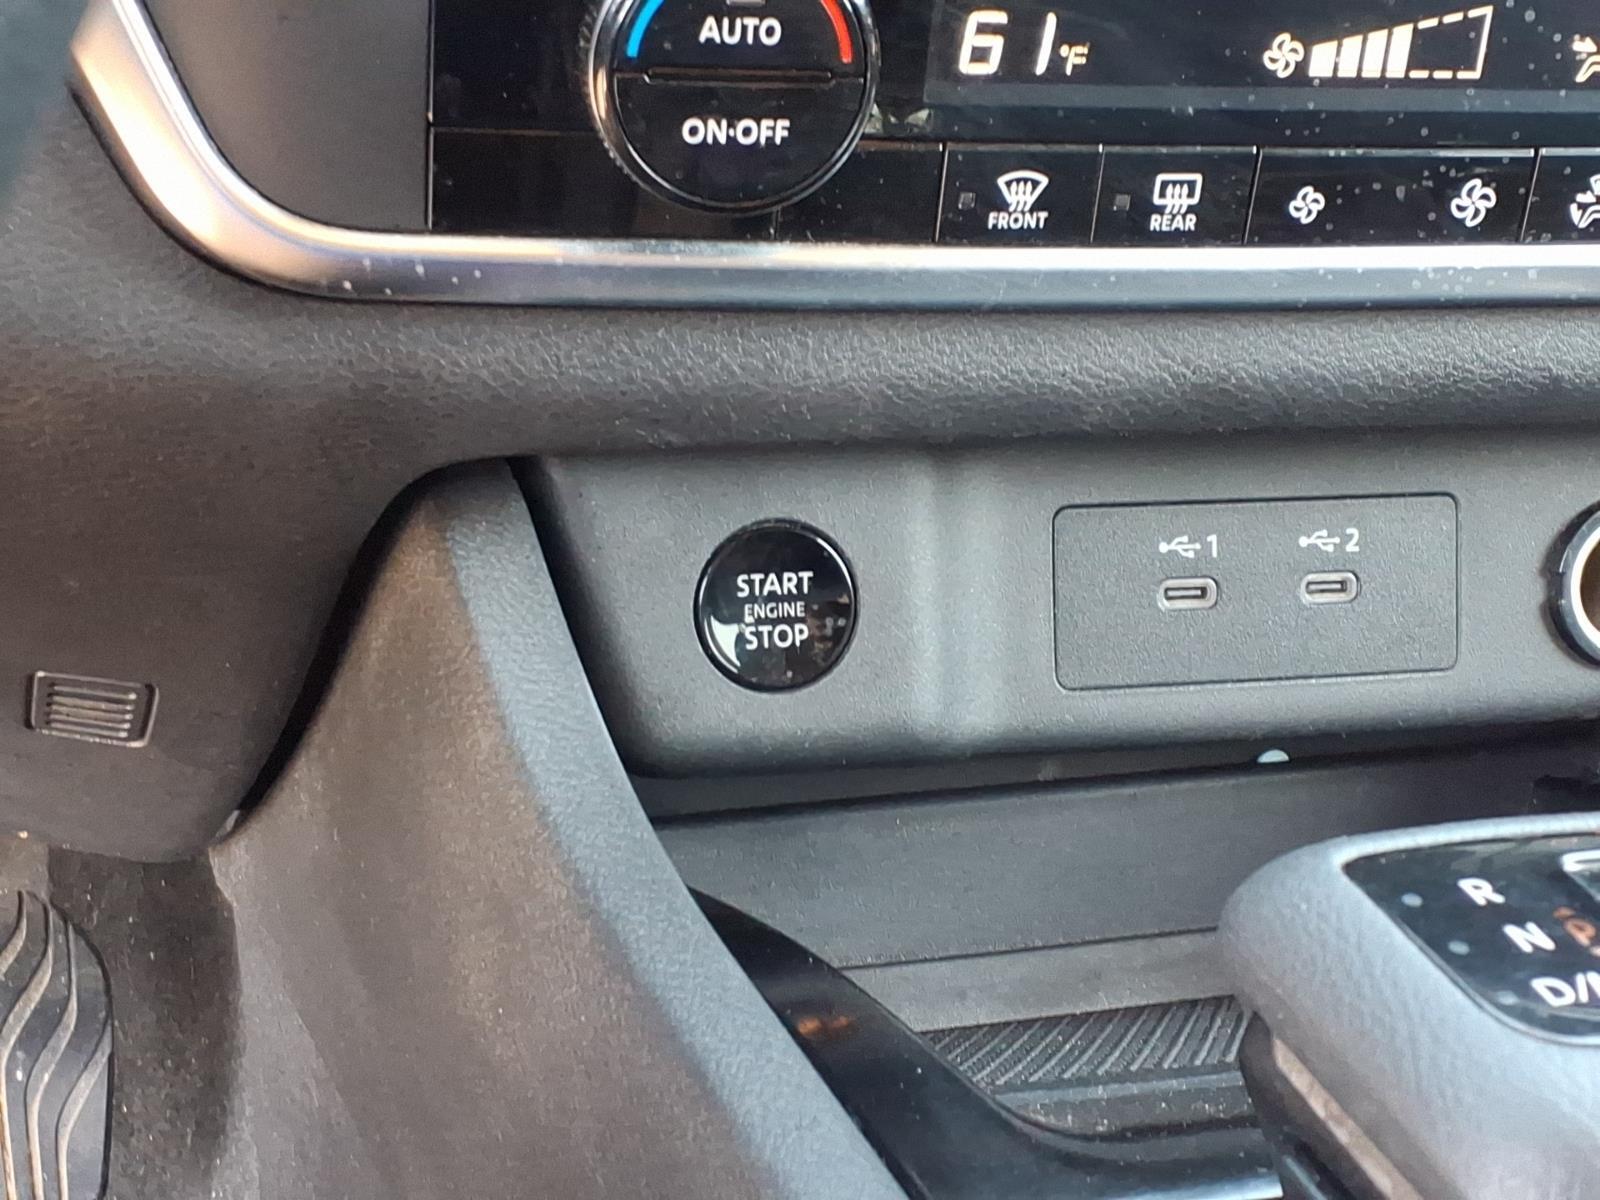 AUTO
ON·OFF
61°F
FRONT
REAR
START
ENGINE
STOP
1
2
R
N
D/